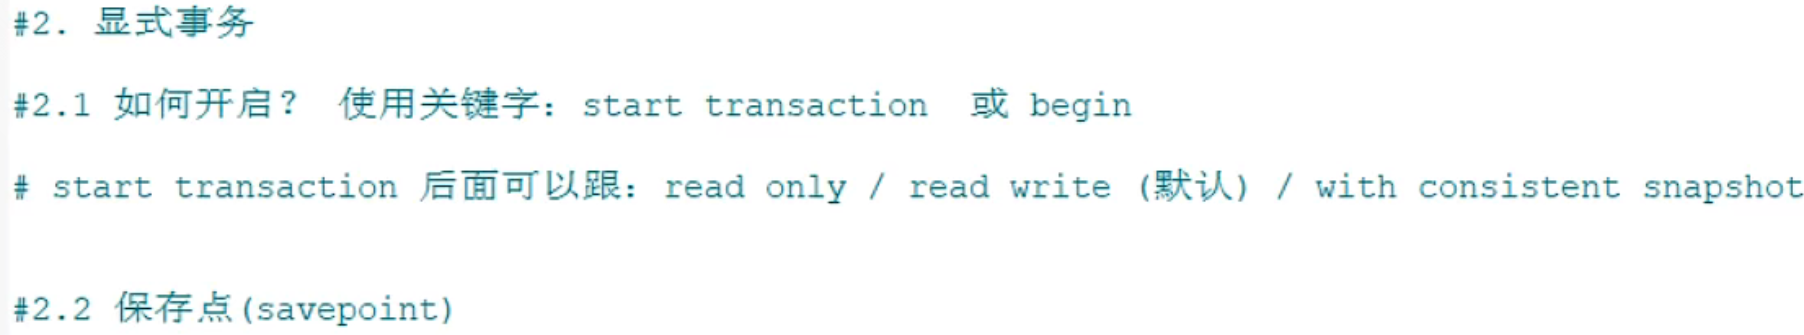 #2. 显式事务
#2.1 如何开启？ 使用关键字：start transaction  或 begin
# start transaction 后面可以跟：read only / read write (默认) / with consistent snapshot
#2.2 保存点(savepoint)